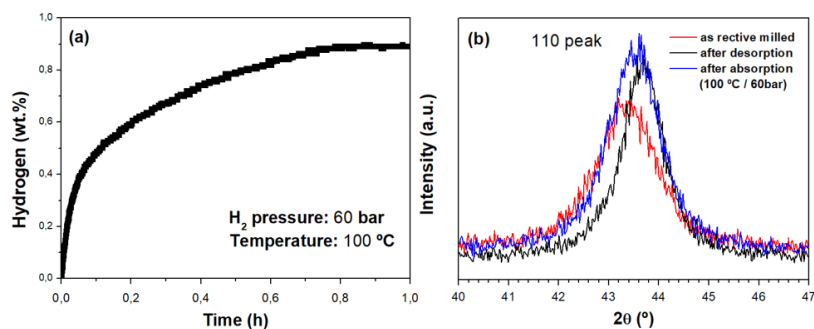 (a)
1,0
0,8
0,6
0,4
0,2
0,0
Hydrogen (wt.%)
H2 pressure: 60 bar
Temperature: 100 ºC
0,0 0,2 0,4 0,6 0,8 1,0
Time (h)
(b)
110 peak
as rective milled
after desorption
after absorption
(100 ºC / 60bar)
Intensity (a.u.)
40 41 42 43 44 45 46 47
2θ (°)